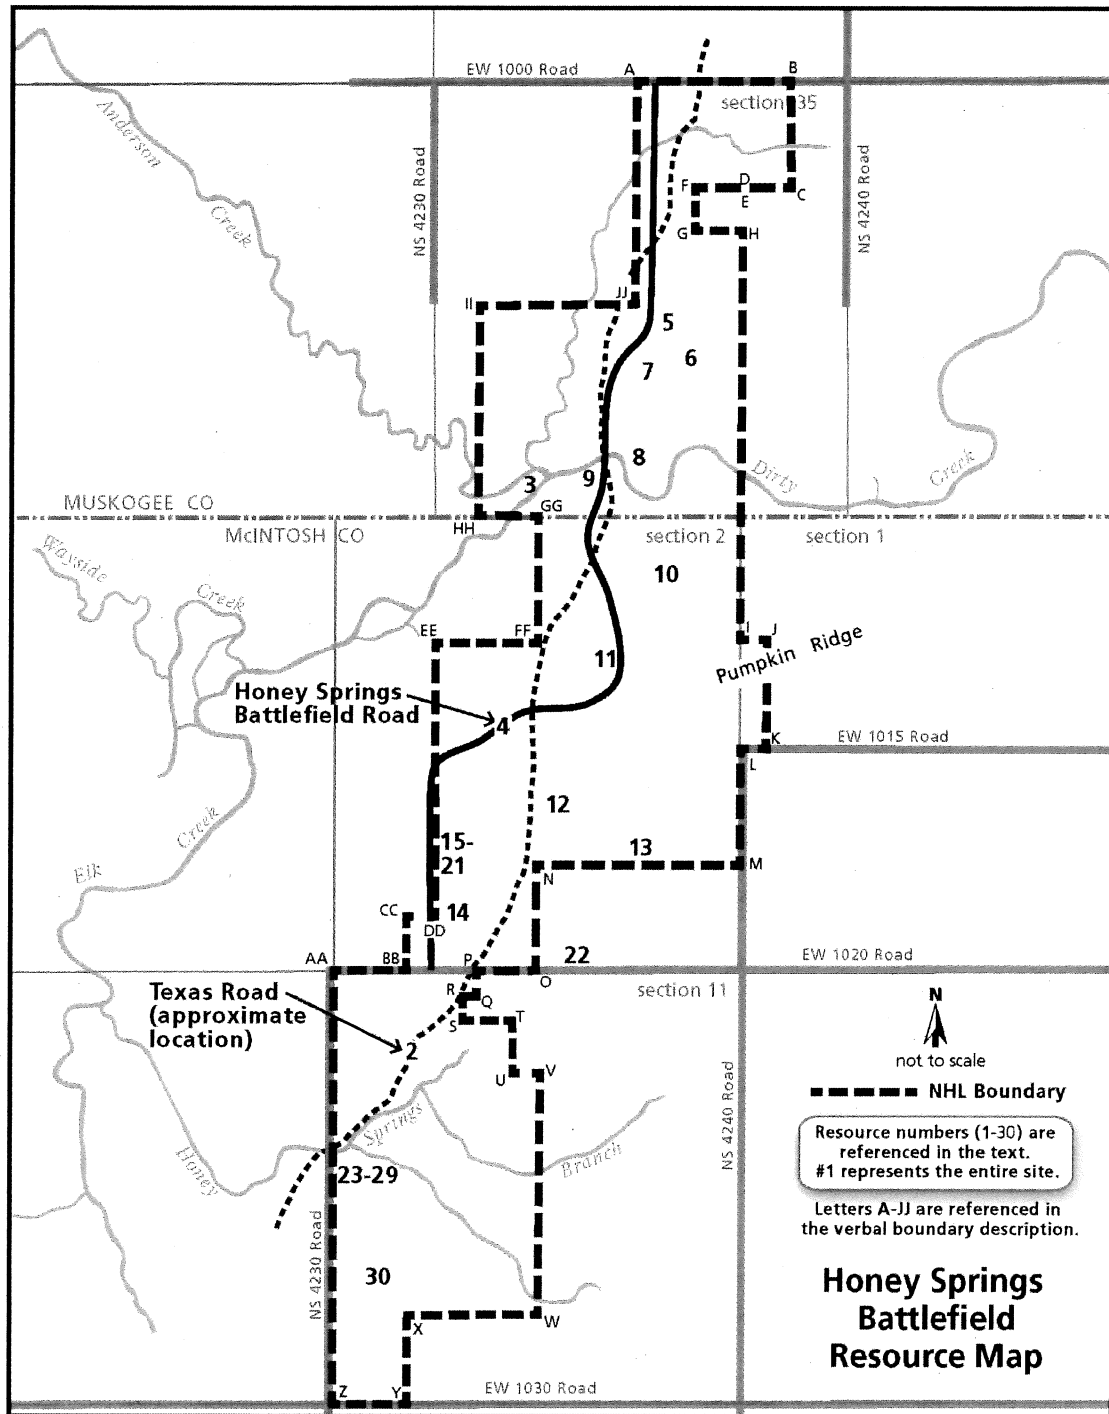 EW 1000 Road
A
B
section 35
Anderson
Creek
NS 4230 Road
NS 4240 Road
F
D
E
C
G
H
II
JJ
5
6
7
8
9
3
Dirty
Creek
MUSKOGEE CO
GG
HH
McINTOSH CO
section 2
section 1
Wayside
Creek
10
EE
FF
I
J
Pumpkin Ridge
11
Honey Springs
Battlefield Road
4
K
EW 1015 Road
L
12
15-
21
13
M
N
Elk
Creek
CC
14
DD
AA
BB
P
O
22
EW 1020 Road
section 11
R
Q
S
T
Texas Road
(approximate
location)
2
U
V
N
not to scale
NHL Boundary
NS 4240 Road
Resource numbers (1-30) are
referenced in the text.
#1 represents the entire site.
Letters A-JJ are referenced in
the verbal boundary description.
Honey
Springs
Branch
23-29
NS 4230 Road
30
X
W
Z
Y
EW 1030 Road
Honey Springs
Battlefield
Resource Map